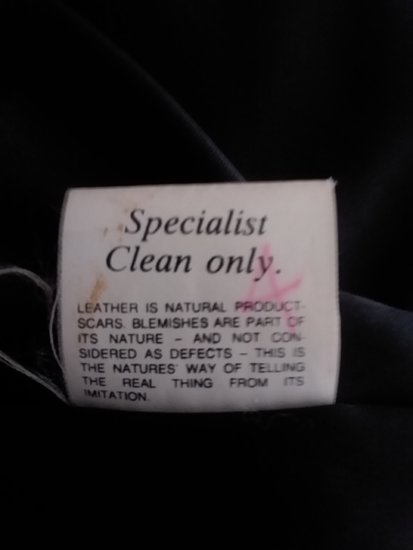 Specialist
Clean only.
LEATHER IS NATURAL PRODUCT-
SCARS. BLEMISHES ARE PART OF
ITS NATURE – AND NOT CON-
SIDERED AS DEFECTS – THIS IS
THE NATURES' WAY OF TELLING
THE REAL THING FROM ITS
IMITATION.